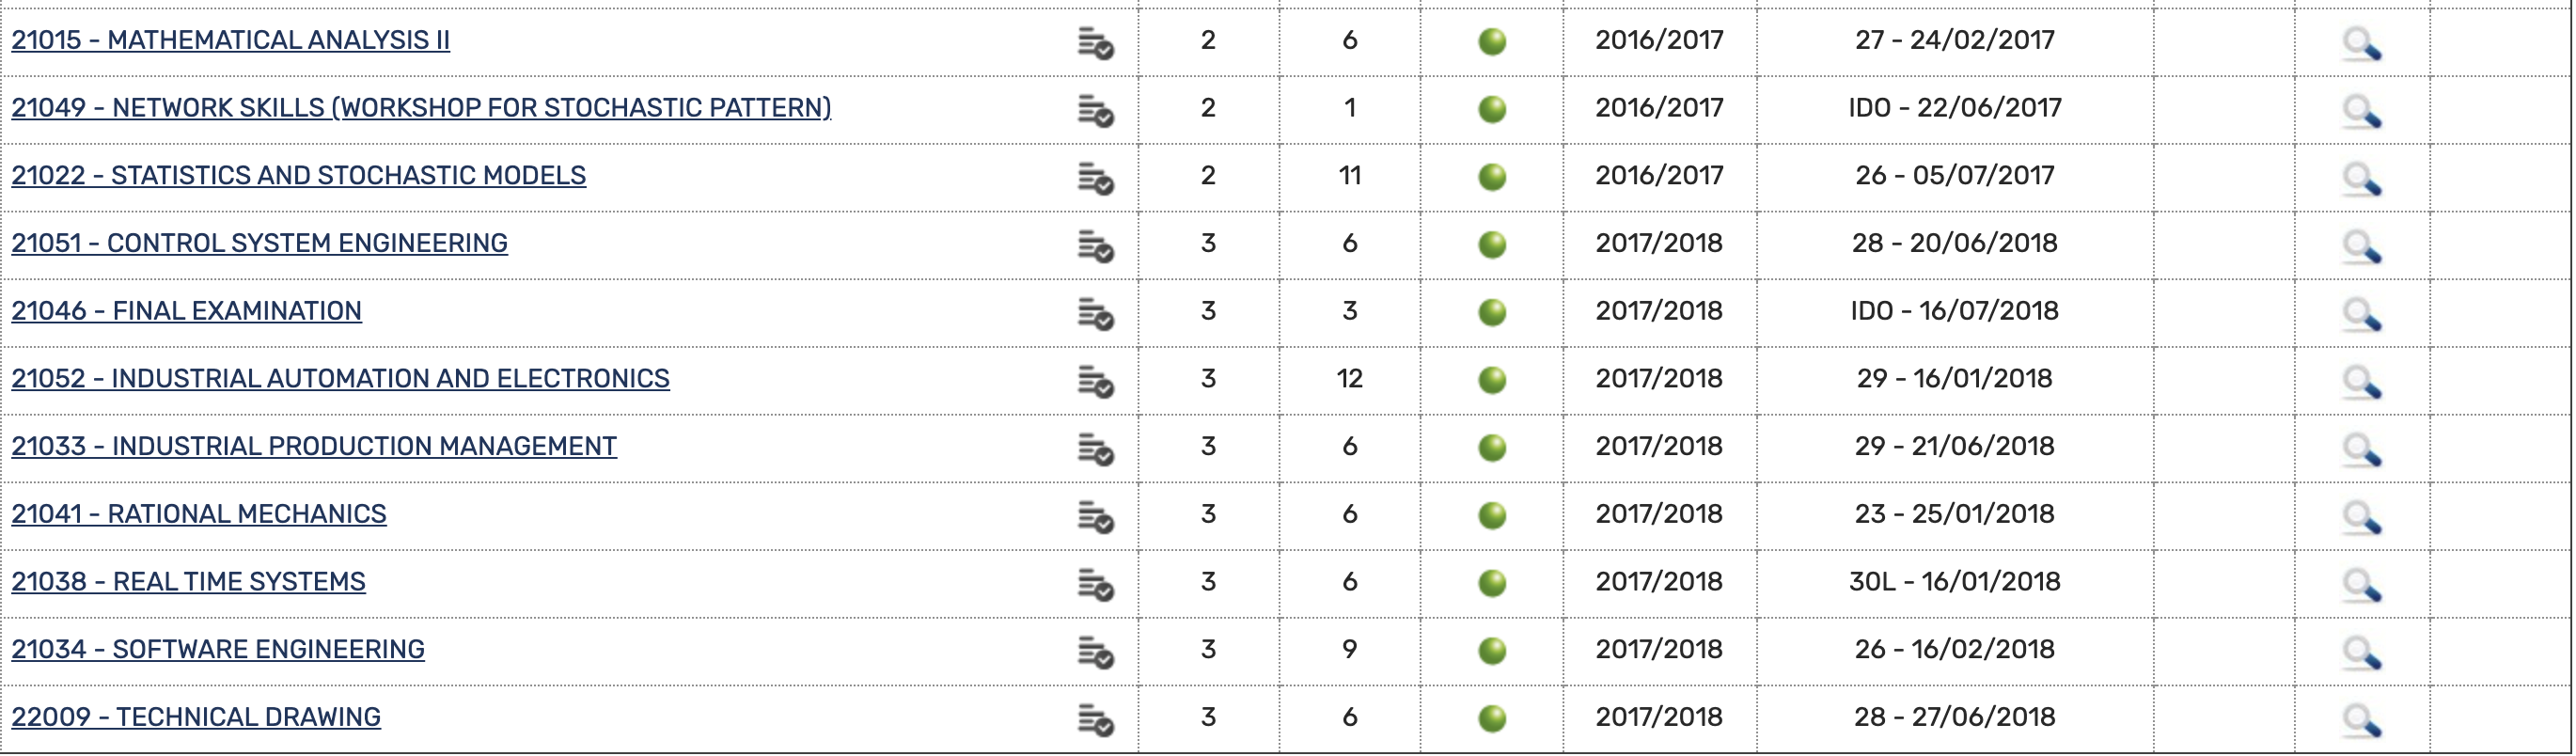 21015 - MATHEMATICAL ANALYSIS II 2 6 2016/2017 27 - 24/02/2017
21049 - NETWORK SKILLS (WORKSHOP FOR STOCHASTIC PATTERN) 2 1 2016/2017 IDO - 22/06/2017
21022 - STATISTICS AND STOCHASTIC MODELS 2 11 2016/2017 26 - 05/07/2017
21051 - CONTROL SYSTEM ENGINEERING 3 6 2017/2018 28 - 20/06/2018
21046 - FINAL EXAMINATION 3 3 2017/2018 IDO - 16/07/2018
21052 - INDUSTRIAL AUTOMATION AND ELECTRONICS 3 12 2017/2018 29 - 16/01/2018
21033 - INDUSTRIAL PRODUCTION MANAGEMENT 3 6 2017/2018 29 - 21/06/2018
21041 - RATIONAL MECHANICS 3 6 2017/2018 23 - 25/01/2018
21038 - REAL TIME SYSTEMS 3 6 2017/2018 30L - 16/01/2018
21034 - SOFTWARE ENGINEERING 3 9 2017/2018 26 - 16/02/2018
22009 - TECHNICAL DRAWING 3 6 2017/2018 28 - 27/06/2018